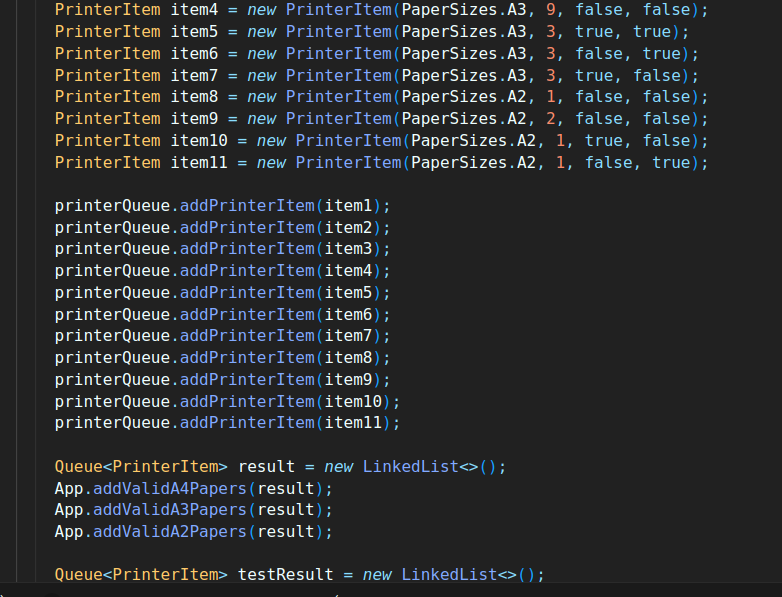 PrinterItem item4 = new PrinterItem(PaperSizes.A3, 9, false, false);
PrinterItem item5 = new PrinterItem(PaperSizes.A3, 3, true, true);
PrinterItem item6 = new PrinterItem(PaperSizes.A3, 3, false, true);
PrinterItem item7 = new PrinterItem(PaperSizes.A3, 3, true, false);
PrinterItem item8 = new PrinterItem(PaperSizes.A2, 1, false, false);
PrinterItem item9 = new PrinterItem(PaperSizes.A2, 2, false, false);
PrinterItem item10 = new PrinterItem(PaperSizes.A2, 1, true, false);
PrinterItem item11 = new PrinterItem(PaperSizes.A2, 1, false, true);
printerQueue.addPrinterItem(item1);
printerQueue.addPrinterItem(item2);
printerQueue.addPrinterItem(item3);
printerQueue.addPrinterItem(item4);
printerQueue.addPrinterItem(item5);
printerQueue.addPrinterItem(item6);
printerQueue.addPrinterItem(item7);
printerQueue.addPrinterItem(item8);
printerQueue.addPrinterItem(item9);
printerQueue.addPrinterItem(item10);
printerQueue.addPrinterItem(item11);
Queue<PrinterItem> result = new LinkedList<>();
App.addValidA4Papers(result);
App.addValidA3Papers(result);
App.addValidA2Papers(result);
Queue<PrinterItem> testResult = new LinkedList<>();